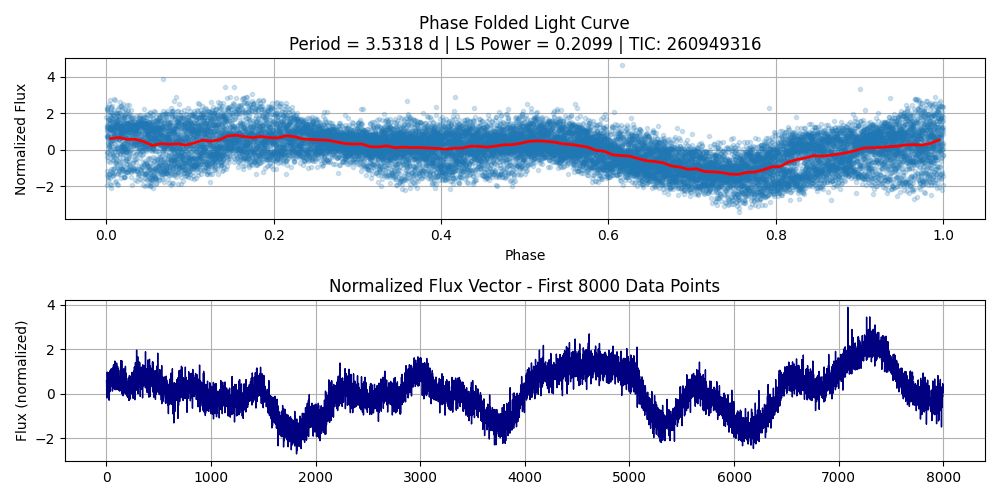 Phase Folded Light Curve
Period = 3.5318 d | LS Power = 0.2099 | TIC: 260949316
Normalized Flux
4
2
0
−2
0.0 0.2 0.4 0.6 0.8 1.0
Phase
Normalized Flux Vector - First 8000 Data Points
Flux (normalized)
4
2
0
−2
0 1000 2000 3000 4000 5000 6000 7000 8000